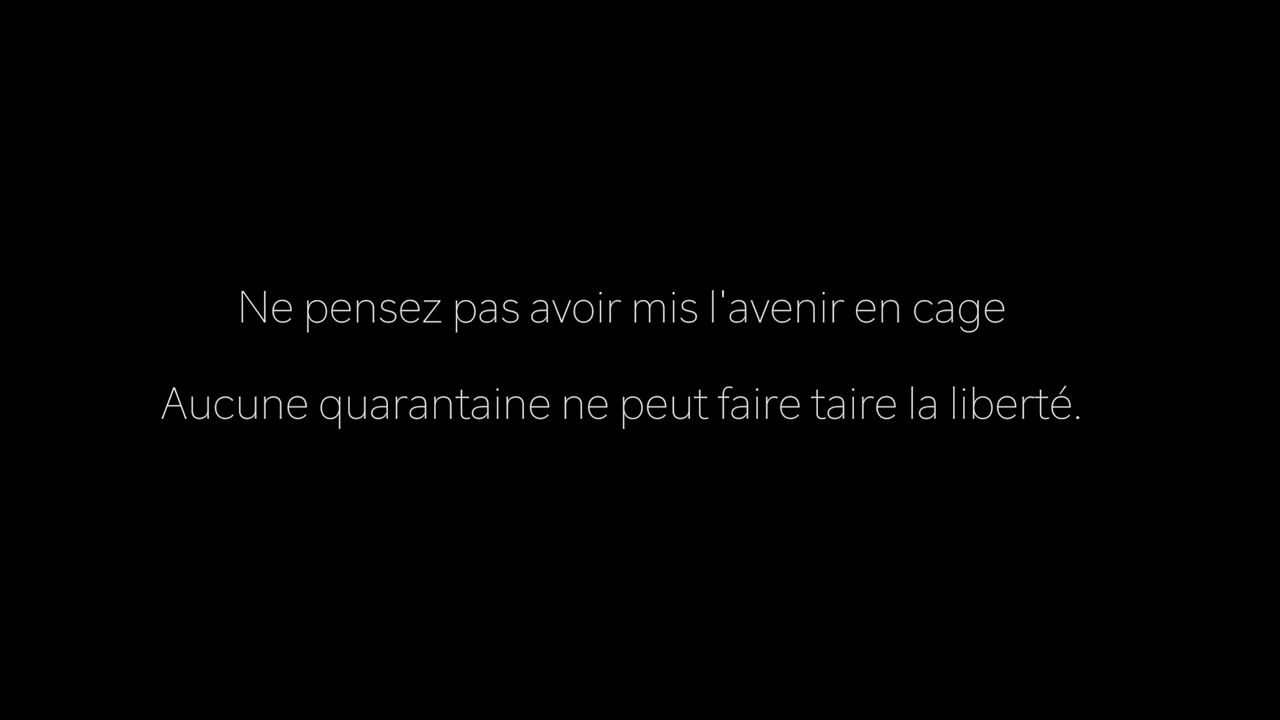 Ne pensez pas avoir mis l'avenir en cage
Aucune quarantaine ne peut faire taire la liberté.